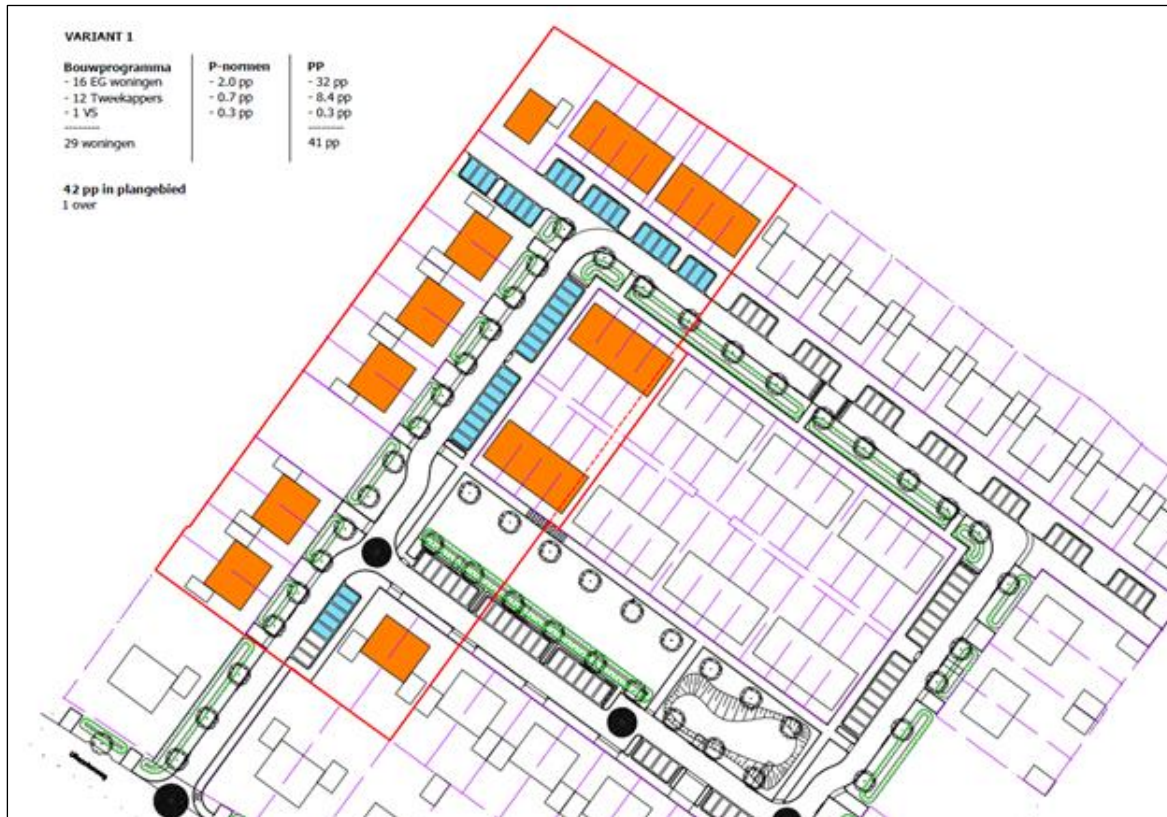 VARIANT 1
Bouwprogramma P-normen PP
- 16 EG woningen - 2.0 pp - 32 pp
- 12 Tweekappers - 0.7 pp - 8.4 pp
- 1 VS - 0.3 pp - 0.3 pp
-------- --------
29 woningen 41 pp
42 pp in plangebied
1 over